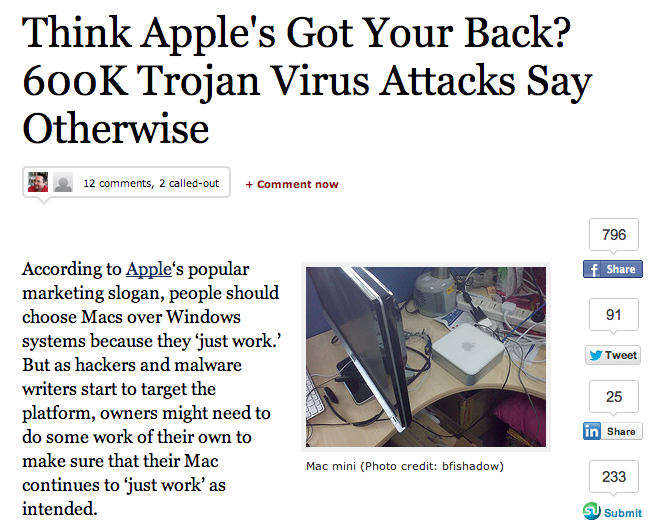 Think Apple's Got Your Back?
600K Trojan Virus Attacks Say
Otherwise
12 comments, 2 called-out
+ Comment now
796
f Share
91
Tweet
25
in Share
233
Submit
According to Apple‘s popular
marketing slogan, people should
choose Macs over Windows
systems because they ‘just work.’
But as hackers and malware
writers start to target the
platform, owners might need to
do some work of their own to
make sure that their Mac
continues to ‘just work’ as
intended.
Mac mini (Photo credit: bfishadow)